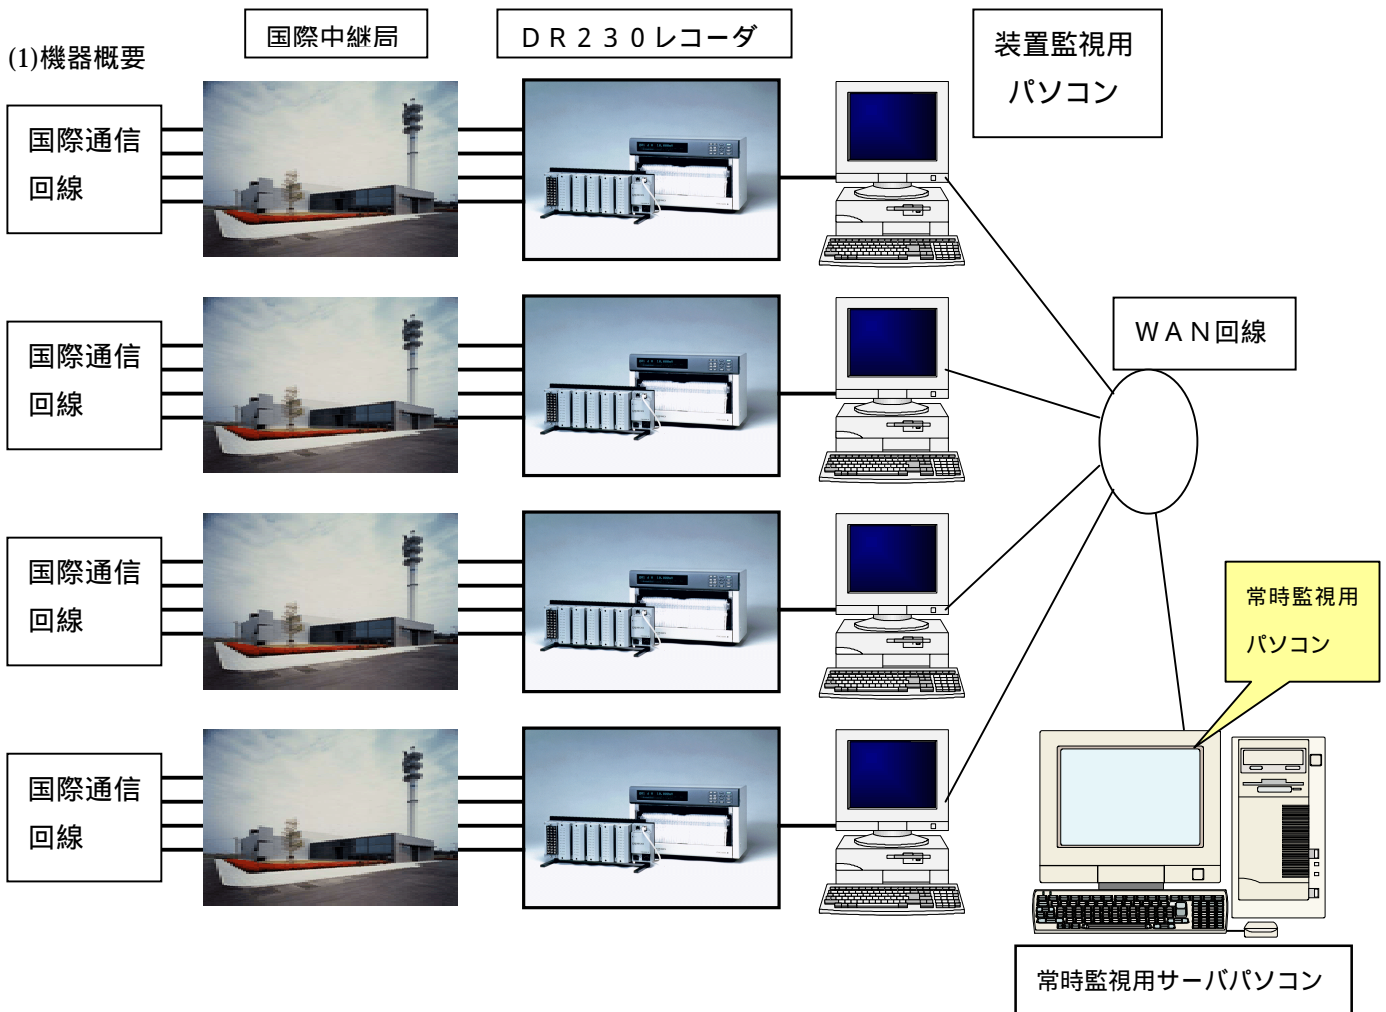 (1)機器概要
国際中継局
ＤＲ２３０レコーダ
装置監視用
パソコン
国際通信
回線
国際通信
回線
ＷＡＮ回線
国際通信
回線
常時監視用
パソコン
国際通信
回線
常時監視用サーバパソコン